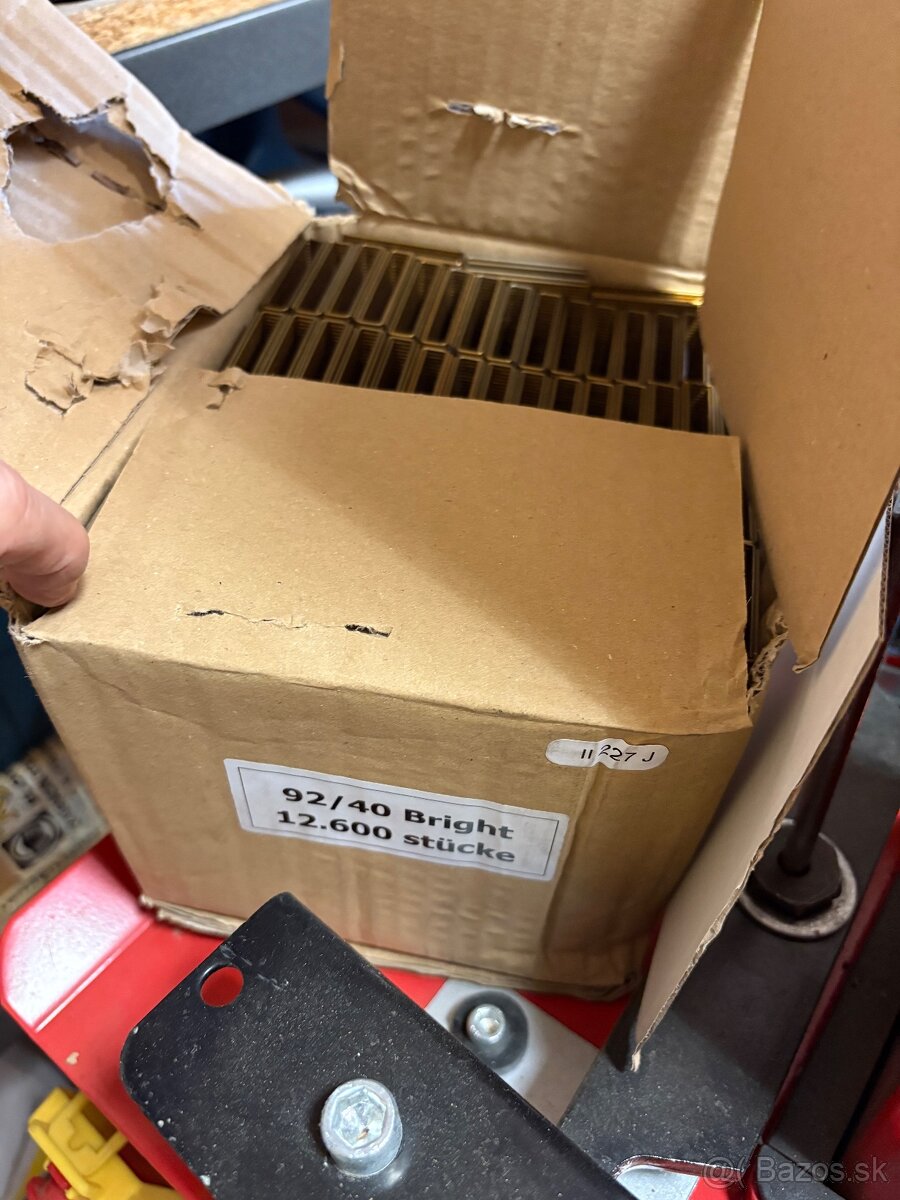 11227 J
92/40 Bright
12.600 stücke
@ Bazos.sk